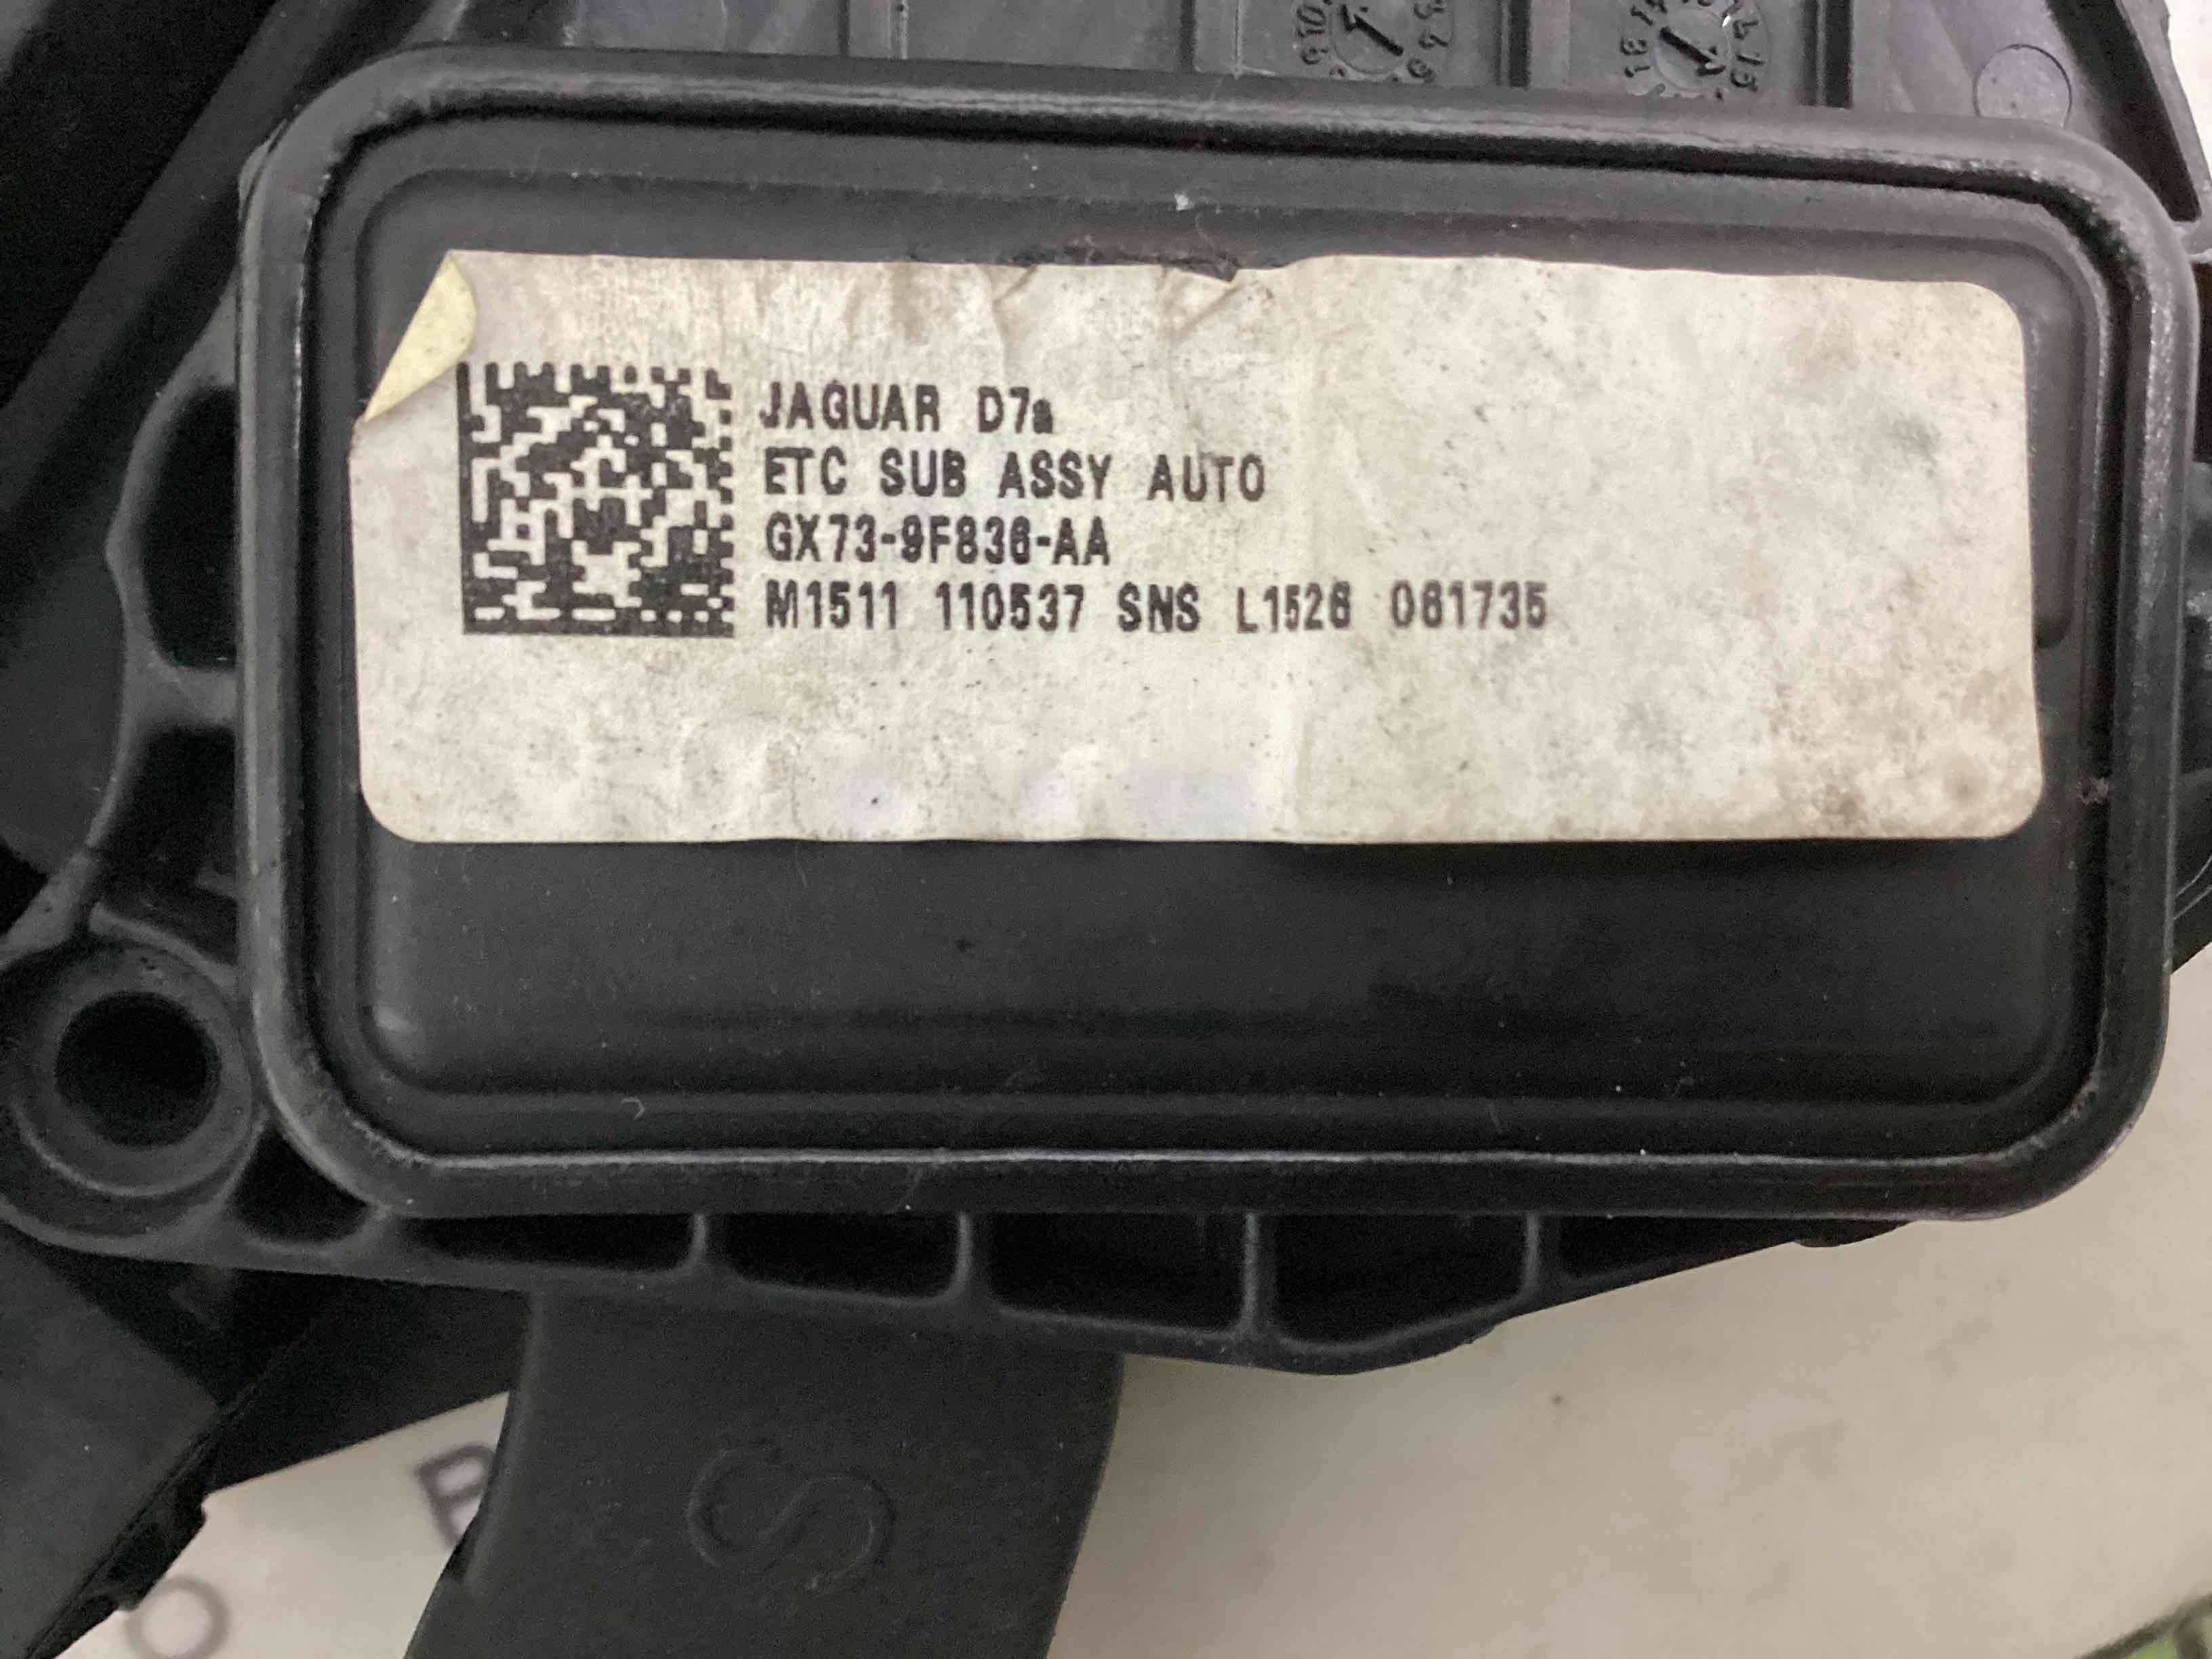 JAGUAR D7a
ETC SUB ASSY AUTO
GX73-9F836-AA
M1511 110537 SNS L1526 061735
S